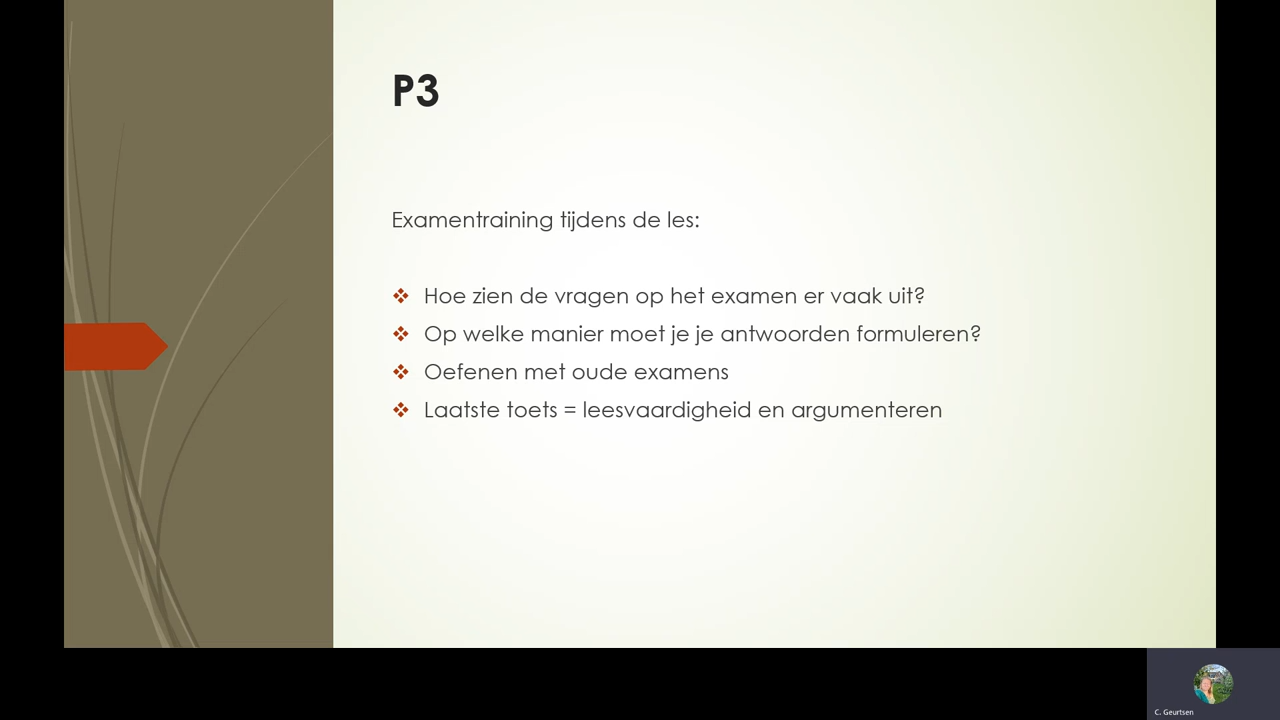 P3
Examentraining tijdens de les:
Hoe zien de vragen op het examen er vaak uit?
Op welke manier moet je je antwoorden formuleren?
Oefenen met oude examens
Laatste toets = leesvaardigheid en argumenteren
C. Geurtsen